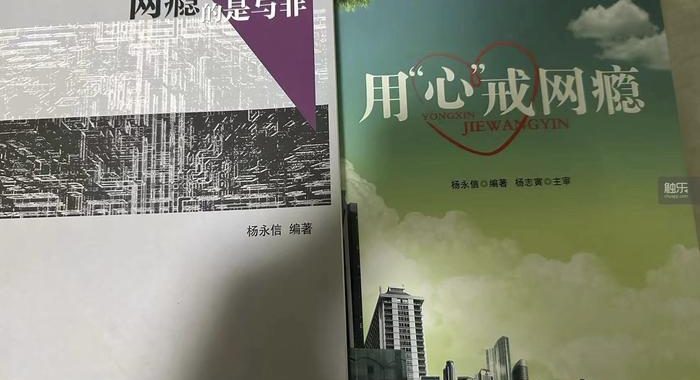 网瘾的是与非
杨永信 编著
用“心”戒网瘾
YONGXIN
JIEWANGYIN
杨永信◎编著 杨志寅◎主审
触乐
chuapp.com